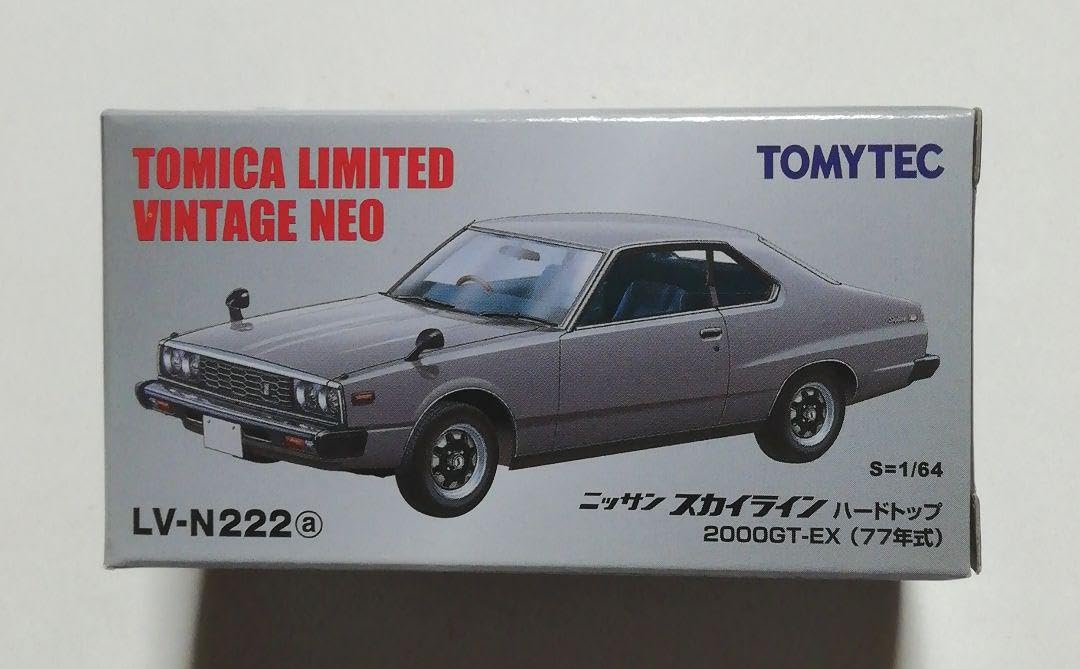 TOMICA LIMITED
VINTAGE NEO
TOMYTEC
S=1/64
LV-N222ⓐ
ニッサン スカイライン ハードトップ
2000GT-EX（77年式）